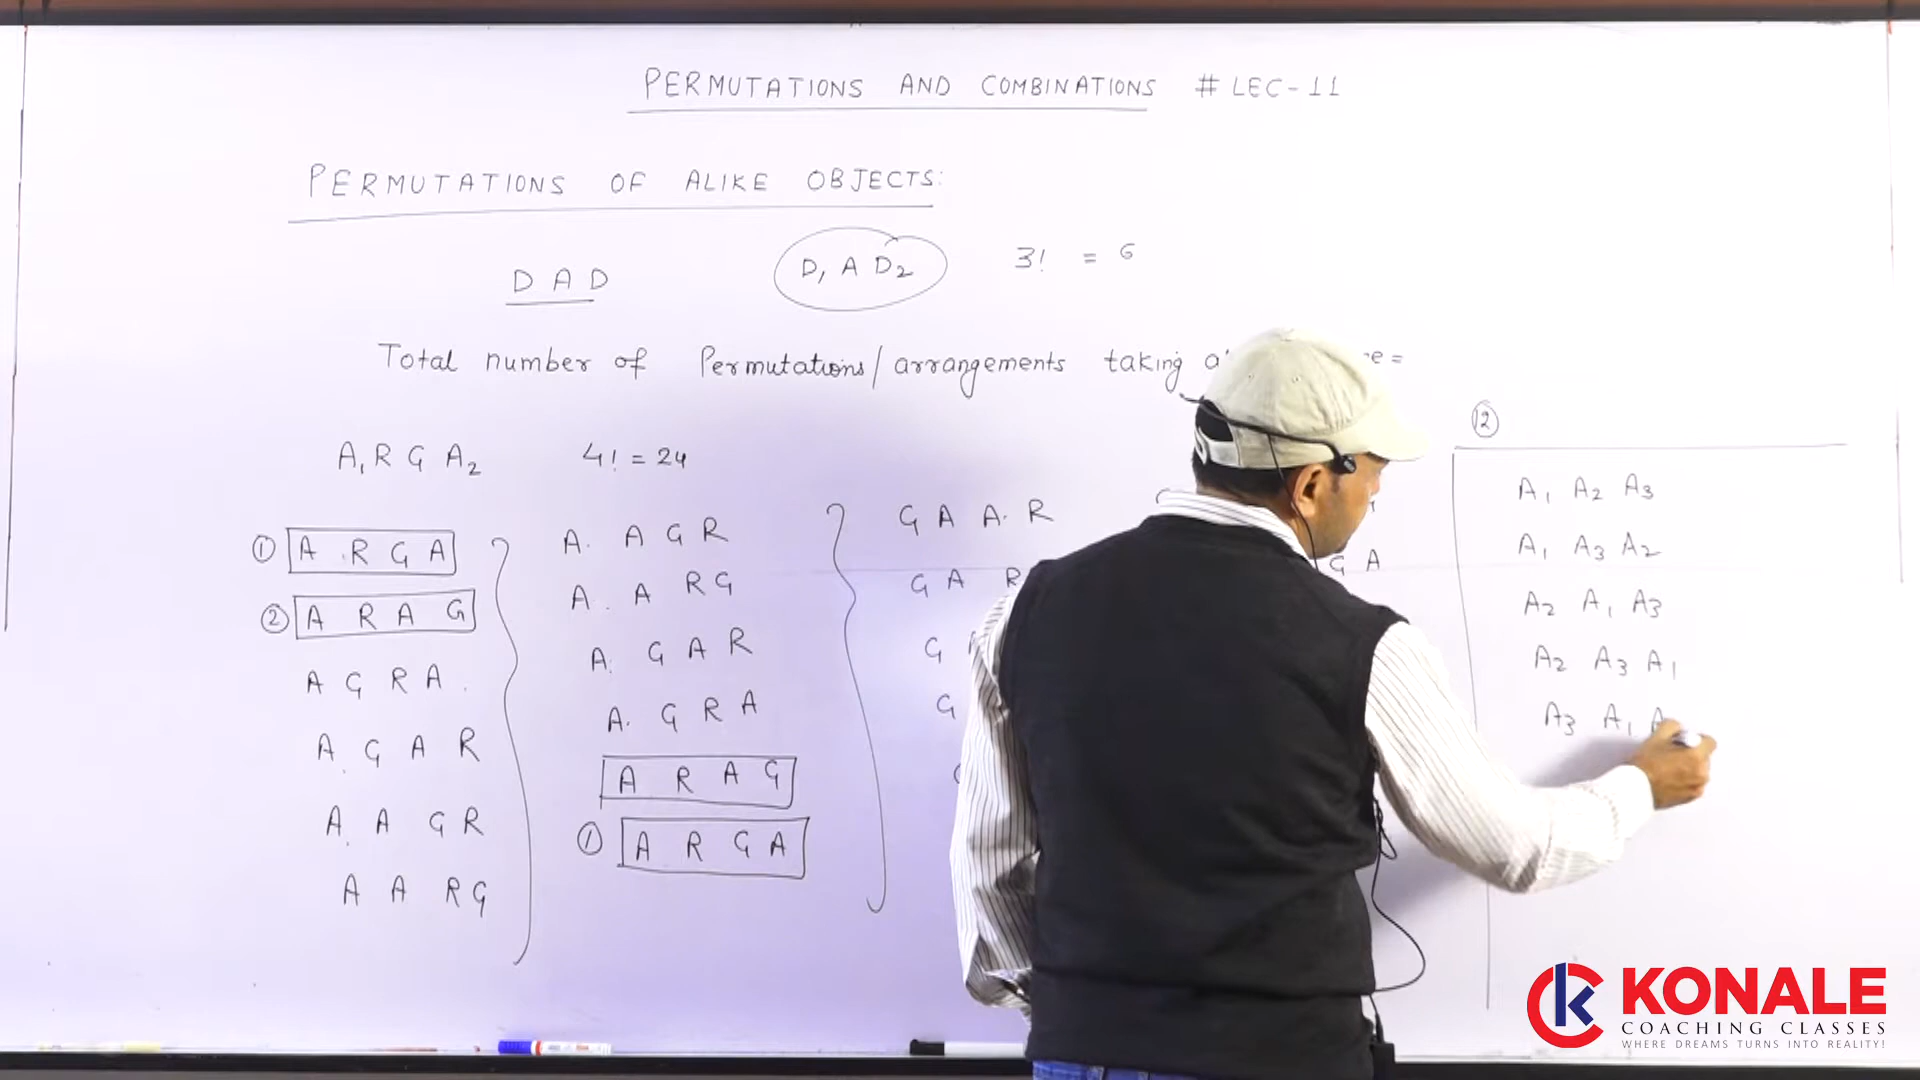 PERMUTATIONS AND COMBINATIONS # LEC-11
PERMUTATIONS OF ALIKE OBJECTS:
D A D
D1 A D2
3! = 6
Total number of Permutations/arrangements taking =
A1 R G A2
4! = 24
① A R G A
② A R A G
A G R A
A G A R
A A G R
A A R G
A A G R
A A R G
A G A R
A G R A
A R A G
① A R G A
G A A R
G A R
G
G
G A
⑫
A1 A2 A3
A1 A3 A2
A2 A1 A3
A2 A3 A1
A3 A1 A
KONALE
COACHING CLASSES
WHERE DREAMS TURNS INTO REALITY!